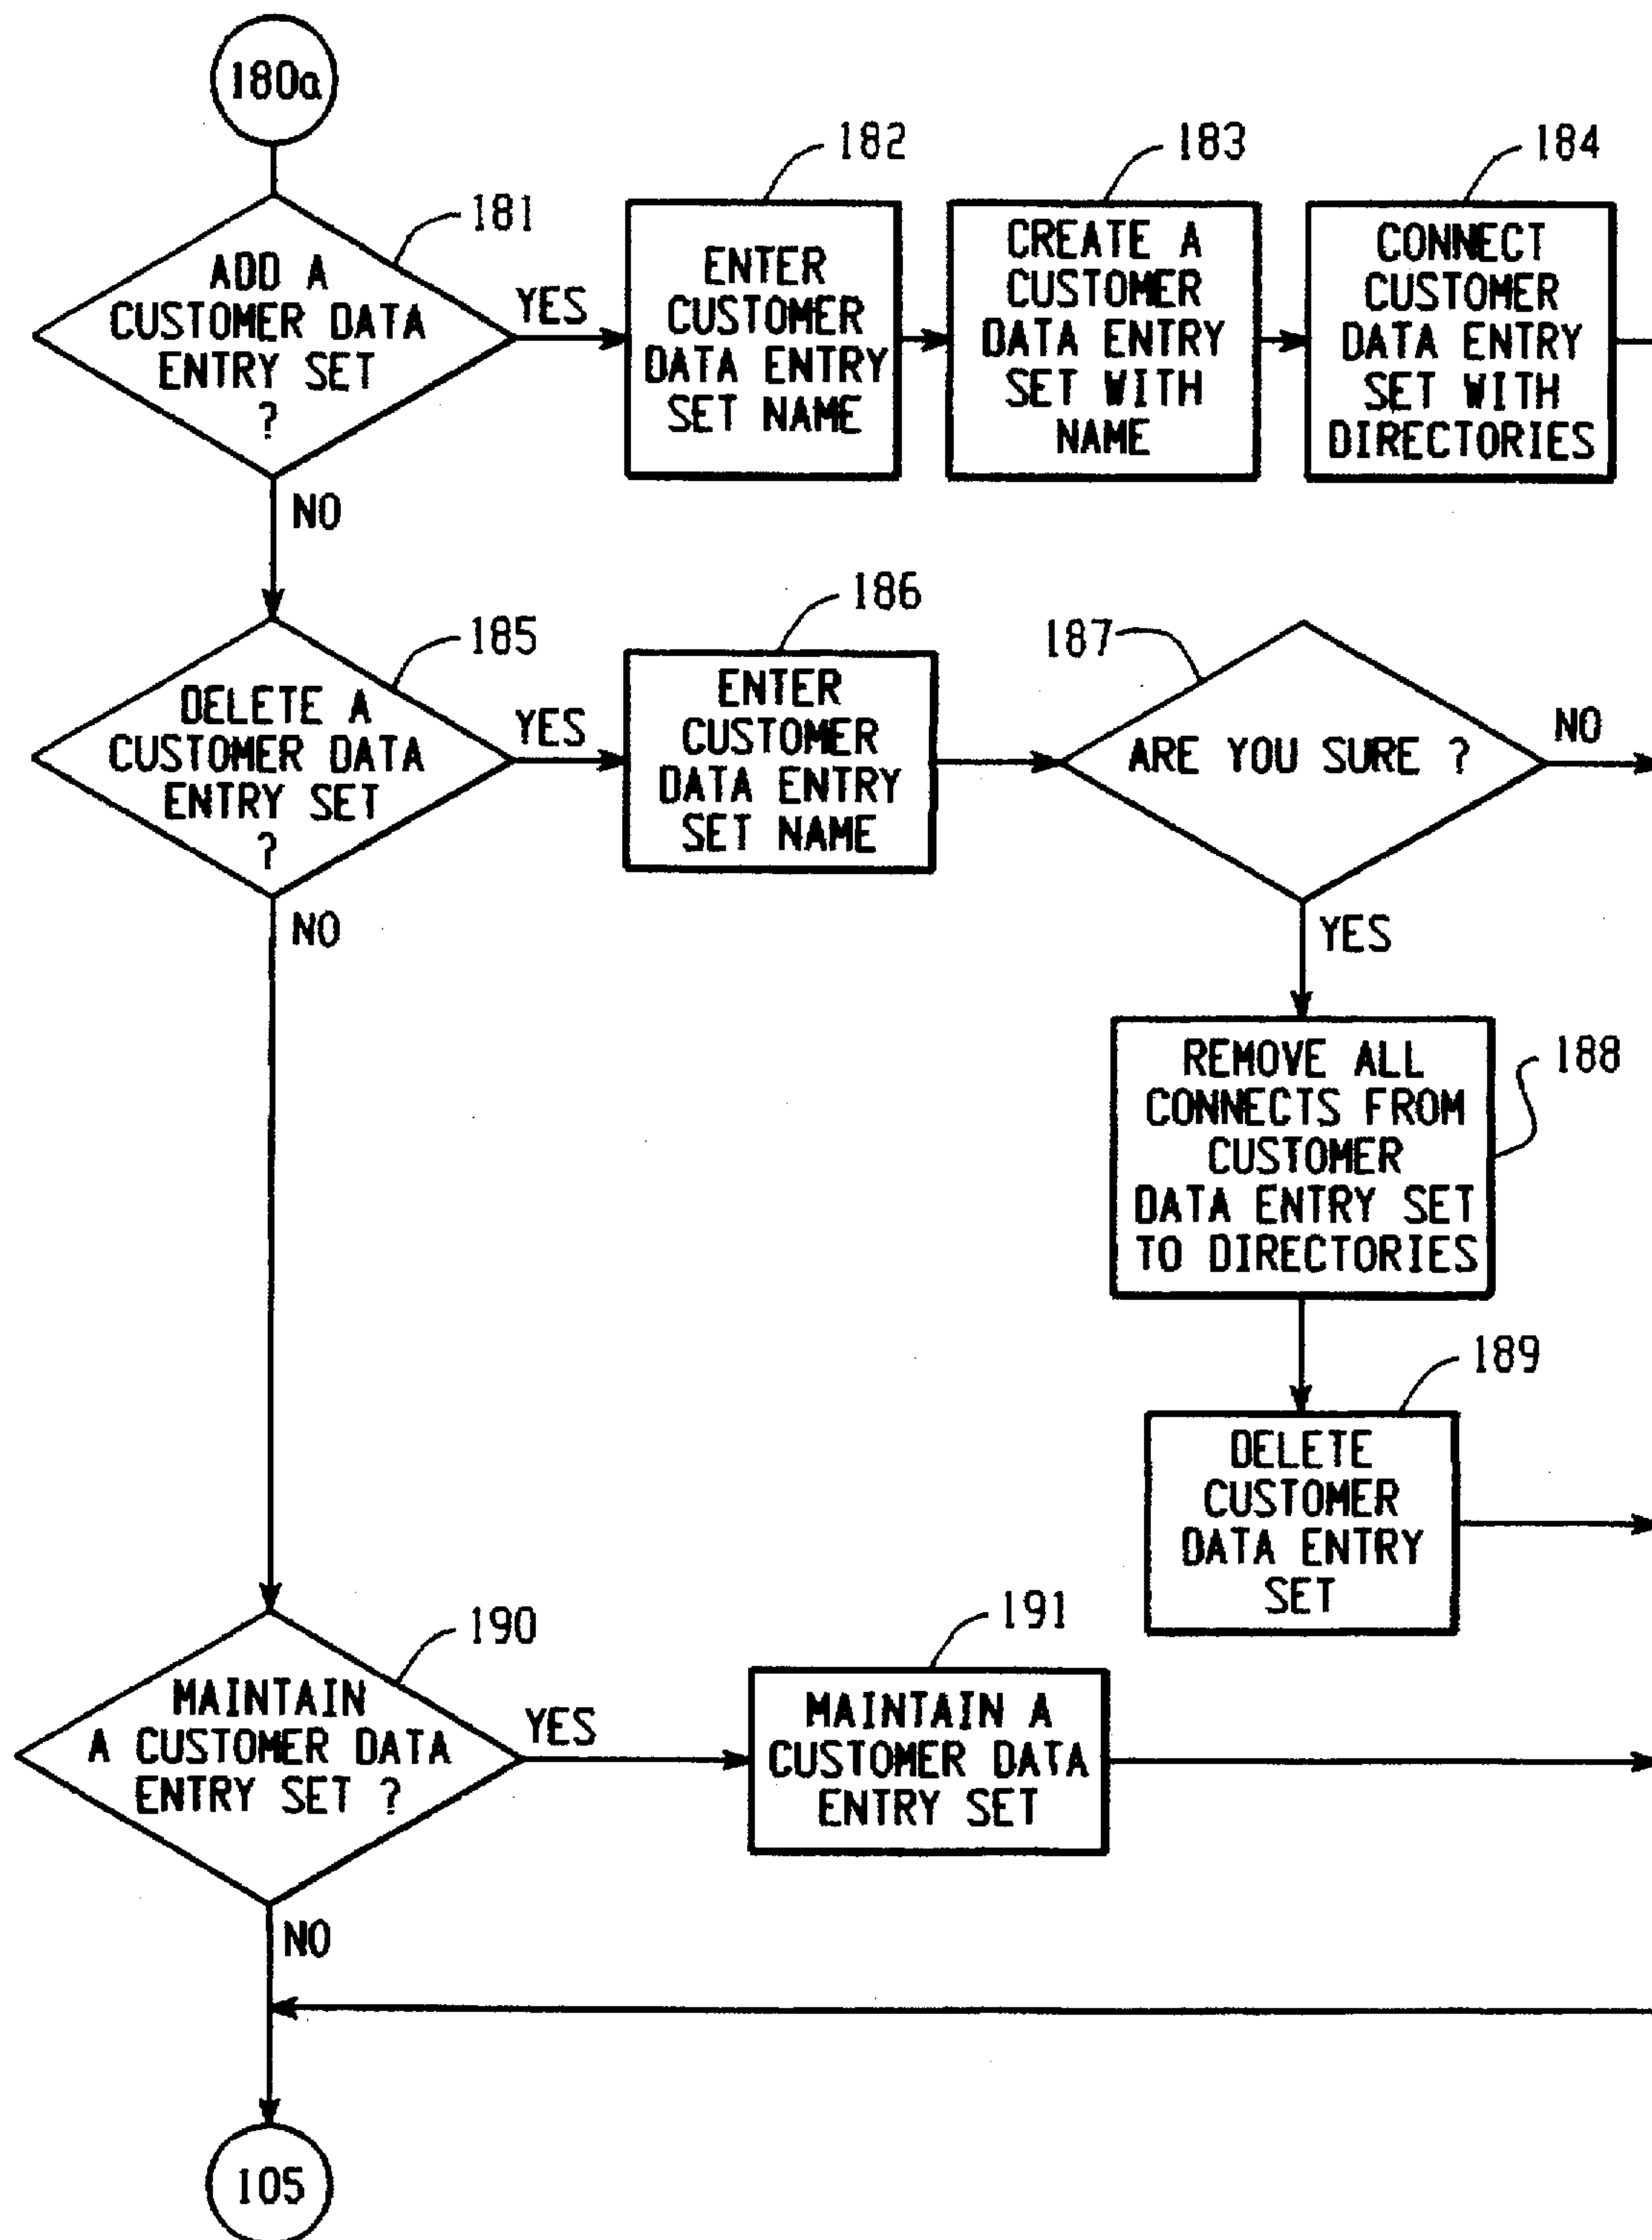 180a
181
ADD A
CUSTOMER DATA
ENTRY SET
?
YES
NO
182
ENTER
CUSTOMER
DATA ENTRY
SET NAME
183
CREATE A
CUSTOMER
DATA ENTRY
SET WITH
NAME
184
CONNECT
CUSTOMER
DATA ENTRY
SET WITH
DIRECTORIES
185
DELETE A
CUSTOMER DATA
ENTRY SET
?
YES
NO
186
ENTER
CUSTOMER
DATA ENTRY
SET NAME
187
ARE YOU SURE ?
NO
YES
188
REMOVE ALL
CONNECTS FROM
CUSTOMER
DATA ENTRY SET
TO DIRECTORIES
189
DELETE
CUSTOMER
DATA ENTRY
SET
190
MAINTAIN
A CUSTOMER DATA
ENTRY SET ?
YES
NO
191
MAINTAIN A
CUSTOMER DATA
ENTRY SET
105